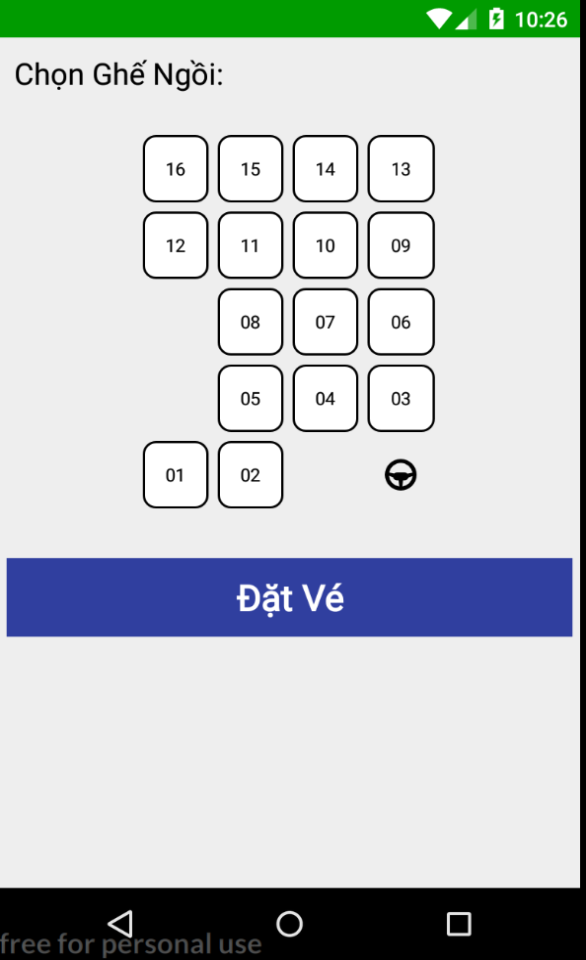 10:26
Chọn Ghế Ngồi:
16 15 14 13
12 11 10 09
08 07 06
05 04 03
01 02
Đặt Vé
free for personal use